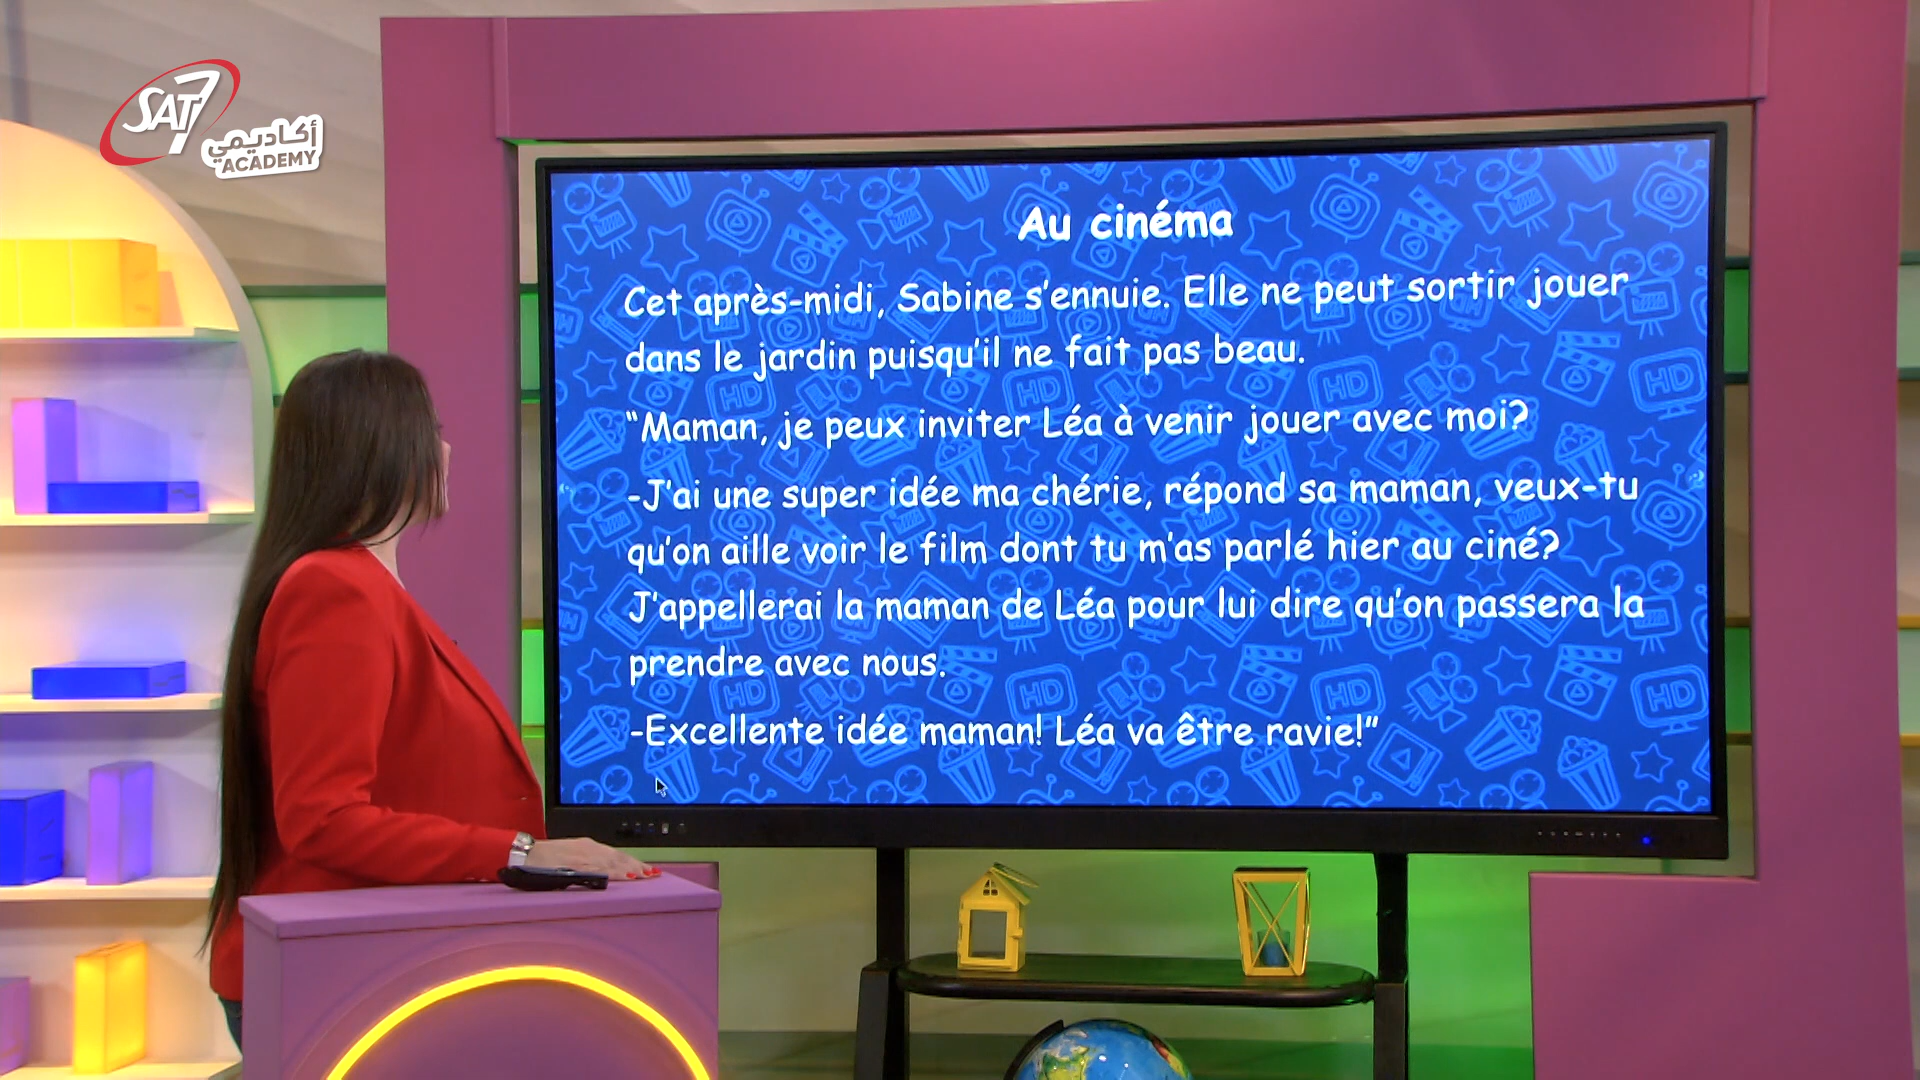 SAT7
أكاديمي
ACADEMY
Au cinéma
Cet après-midi, Sabine s'ennuie. Elle ne peut sortir jouer
dans le jardin puisqu'il ne fait pas beau.
"Maman, je peux inviter Léa à venir jouer avec moi?
-J'ai une super idée ma chérie, répond sa maman, veux-tu
qu'on aille voir le film dont tu m'as parlé hier au ciné?
J'appellerai la maman de Léa pour lui dire qu'on passera la
prendre avec nous.
-Excellente idée maman! Léa va être ravie!"